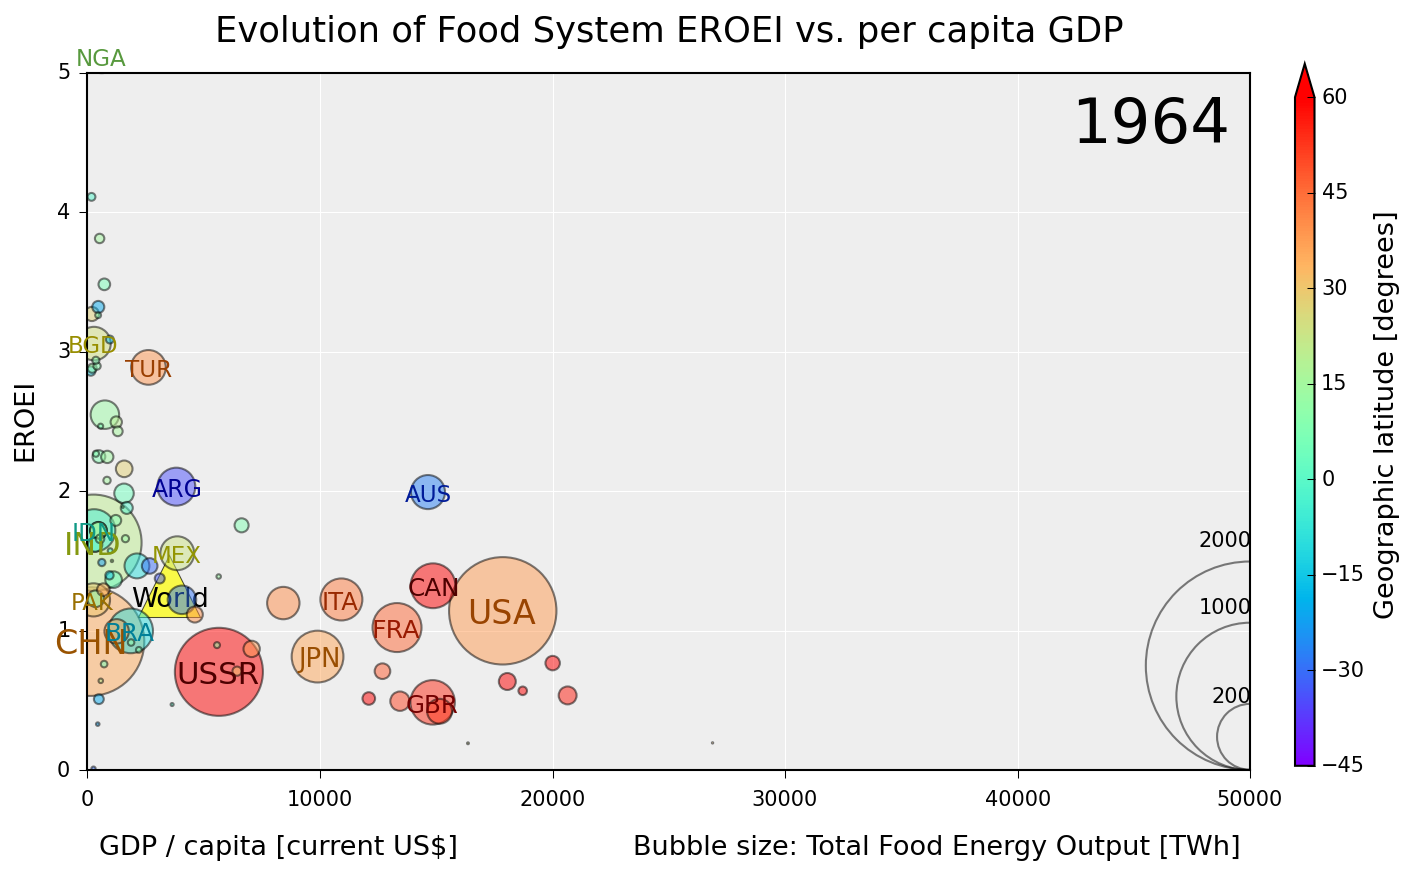 Evolution of Food System EROEI vs. per capita GDP
NGA
1964
5
4
3
2
1
0
EROEI
BGD
TUR
ARG
AUS
IDN
IND
MEX
World
PAK
CHN
BRA
USSR
ITA
FRA
JPN
CAN
GBR
USA
2000
1000
200
0
10000
20000
30000
40000
50000
GDP / capita [current US$]
Bubble size: Total Food Energy Output [TWh]
60
45
30
15
0
−15
−30
−45
Geographic latitude [degrees]